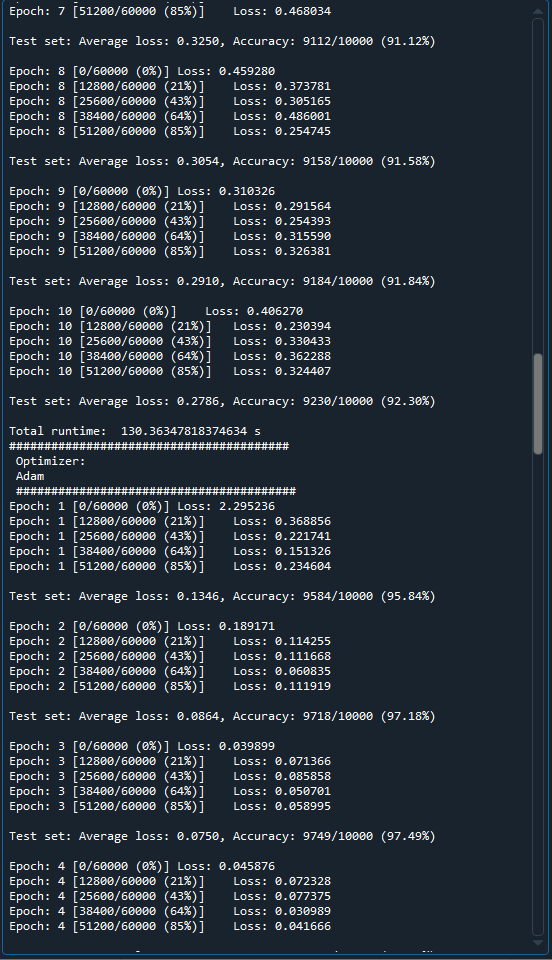 Epoch: 7 [51200/60000 (85%)]    Loss: 0.468034

Test set: Average loss: 0.3250, Accuracy: 9112/10000 (91.12%)

Epoch: 8 [0/60000 (0%)] Loss: 0.459280
Epoch: 8 [12800/60000 (21%)]    Loss: 0.373781
Epoch: 8 [25600/60000 (43%)]    Loss: 0.305165
Epoch: 8 [38400/60000 (64%)]    Loss: 0.486001
Epoch: 8 [51200/60000 (85%)]    Loss: 0.254745

Test set: Average loss: 0.3054, Accuracy: 9158/10000 (91.58%)

Epoch: 9 [0/60000 (0%)] Loss: 0.310326
Epoch: 9 [12800/60000 (21%)]    Loss: 0.291564
Epoch: 9 [25600/60000 (43%)]    Loss: 0.254393
Epoch: 9 [38400/60000 (64%)]    Loss: 0.315590
Epoch: 9 [51200/60000 (85%)]    Loss: 0.326381

Test set: Average loss: 0.2910, Accuracy: 9184/10000 (91.84%)

Epoch: 10 [0/60000 (0%)]    Loss: 0.406270
Epoch: 10 [12800/60000 (21%)]   Loss: 0.230394
Epoch: 10 [25600/60000 (43%)]   Loss: 0.330433
Epoch: 10 [38400/60000 (64%)]   Loss: 0.362288
Epoch: 10 [51200/60000 (85%)]   Loss: 0.324407

Test set: Average loss: 0.2786, Accuracy: 9230/10000 (92.30%)

Total runtime:  130.36347818374634 s
########################################
 Optimizer:
 Adam
 ########################################
Epoch: 1 [0/60000 (0%)] Loss: 2.295236
Epoch: 1 [12800/60000 (21%)]    Loss: 0.368856
Epoch: 1 [25600/60000 (43%)]    Loss: 0.221741
Epoch: 1 [38400/60000 (64%)]    Loss: 0.151326
Epoch: 1 [51200/60000 (85%)]    Loss: 0.234604

Test set: Average loss: 0.1346, Accuracy: 9584/10000 (95.84%)

Epoch: 2 [0/60000 (0%)] Loss: 0.189171
Epoch: 2 [12800/60000 (21%)]    Loss: 0.114255
Epoch: 2 [25600/60000 (43%)]    Loss: 0.111668
Epoch: 2 [38400/60000 (64%)]    Loss: 0.060835
Epoch: 2 [51200/60000 (85%)]    Loss: 0.111919

Test set: Average loss: 0.0864, Accuracy: 9718/10000 (97.18%)

Epoch: 3 [0/60000 (0%)] Loss: 0.039899
Epoch: 3 [12800/60000 (21%)]    Loss: 0.071366
Epoch: 3 [25600/60000 (43%)]    Loss: 0.085858
Epoch: 3 [38400/60000 (64%)]    Loss: 0.050701
Epoch: 3 [51200/60000 (85%)]    Loss: 0.058995

Test set: Average loss: 0.0750, Accuracy: 9749/10000 (97.49%)

Epoch: 4 [0/60000 (0%)] Loss: 0.045876
Epoch: 4 [12800/60000 (21%)]    Loss: 0.072328
Epoch: 4 [25600/60000 (43%)]    Loss: 0.077375
Epoch: 4 [38400/60000 (64%)]    Loss: 0.030989
Epoch: 4 [51200/60000 (85%)]    Loss: 0.041666